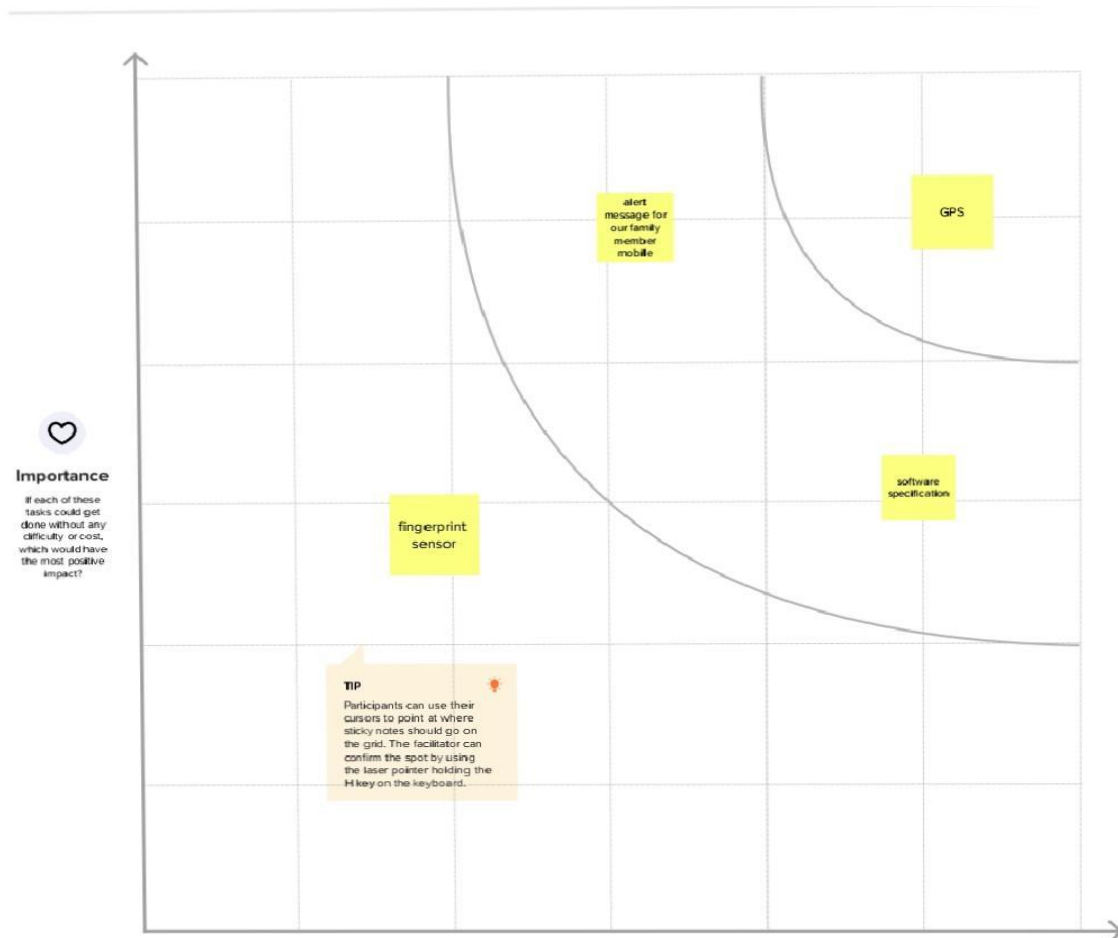 alert
message for
our family
member
mobille
GPS
software
specification
fingerprint
sensor
Importance
If each of these
tasks could get
done without any
difficulty or cost,
which would have
the most positive
impact?
TIP
Participants can use their
cursors to point at where
sticky notes should go on
the grid. The facilitator can
confirm the spot by using
the laser pointer holding the
H key on the keyboard.